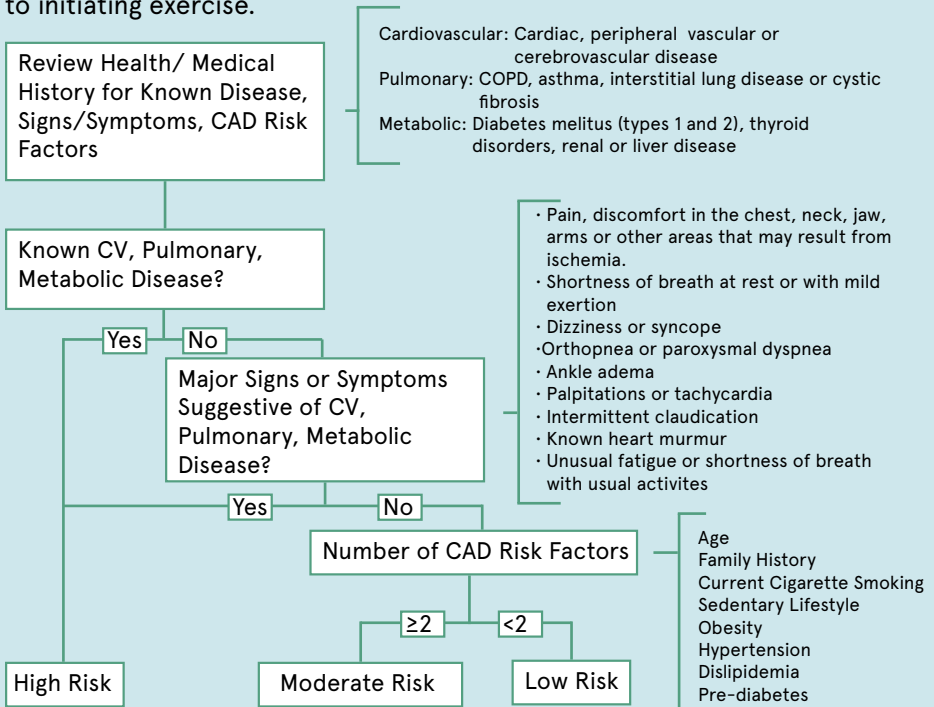 to initiating exercise.
Review Health/ Medical
History for Known Disease,
Signs/Symptoms, CAD Risk
Factors
Cardiovascular: Cardiac, peripheral vascular or
cerebrovascular disease
Pulmonary: COPD, asthma, interstitial lung disease or cystic
fibrosis
Metabolic: Diabetes melitus (types 1 and 2), thyroid
disorders, renal or liver disease
Known CV, Pulmonary,
Metabolic Disease?
Yes
No
Major Signs or Symptoms
Suggestive of CV,
Pulmonary, Metabolic
Disease?
· Pain, discomfort in the chest, neck, jaw,
arms or other areas that may result from
ischemia.
· Shortness of breath at rest or with mild
exertion
· Dizziness or syncope
·Orthopnea or paroxysmal dyspnea
· Ankle adema
· Palpitations or tachycardia
· Intermittent claudication
· Known heart murmur
· Unusual fatigue or shortness of breath
with usual activites
Yes
No
Number of CAD Risk Factors
Age
Family History
Current Cigarette Smoking
Sedentary Lifestyle
Obesity
Hypertension
Dislipidemia
Pre-diabetes
≥2
<2
High Risk
Moderate Risk
Low Risk